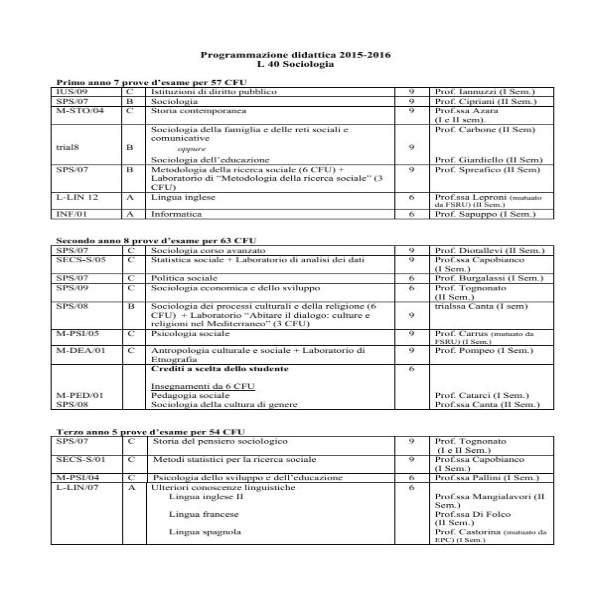 Programmazione didattica 2015-2016
L 40 Sociologia
Primo anno 7 prove d'esame per 57 CFU
IUS/09 C Istituzioni di diritto pubblico 9 Prof. Iannuzzi (I Sem.)
SPS/07 B Sociologia 9 Prof. Cipriani (II Sem.)
M-STO/04 C Storia contemporanea 9 Prof.ssa Azara
(I e II sem).
Sociologia della famiglia e delle reti sociali e Prof. Carbone (II Sem)
comunicative
trial8 B oppure 9
Sociologia dell'educazione Prof. Giardiello (II Sem)
SPS/07 B Metodologia della ricerca sociale (6 CFU) + 9 Prof. Spreafico (II Sem)
Laboratorio di "Metodologia della ricerca sociale" (3
CFU)
L-LIN 12 A Lingua inglese 6 Prof.ssa Leproni (mutuato
da FSRU) (II Sem.)
INF/01 A Informatica 6 Prof. Sapuppo (I Sem.)
Secondo anno 8 prove d'esame per 63 CFU
SPS/07 C Sociologia corso avanzato 9 Prof. Diotallevi (II Sem.)
SECS-S/05 C Statistica sociale + Laboratorio di analisi dei dati 9 Prof.ssa Capobianco
(I Sem.)
SPS/07 C Politica sociale 6 Prof. Burgalassi (I Sem.)
SPS/09 C Sociologia economica e dello sviluppo 6 Prof. Tognonato
(II Sem.)
SPS/08 B Sociologia dei processi culturali e della religione (6 trialssa Canta (I sem)
CFU) + Laboratorio "Abitare il dialogo: culture e 9
religioni nel Mediterraneo" (3 CFU)
M-PSI/05 C Psicologia sociale 9 Prof. Carrus (mutuato da
FSRU) (I Sem.)
M-DEA/01 C Antropologia culturale e sociale + Laboratorio di 9 Prof. Pompeo (I Sem.)
Etnografia
Crediti a scelta dello studente 6
Insegnamenti da 6 CFU
M-PED/01 Pedagogia sociale Prof. Catarci (I Sem.)
SPS/08 Sociologia della cultura di genere Prof.ssa Canta (II Sem.)
Terzo anno 5 prove d'esame per 54 CFU
SPS/07 C Storia del pensiero sociologico 9 Prof. Tognonato
(I e II Sem.)
SECS-S/01 C Metodi statistici per la ricerca sociale 9 Prof.ssa Capobianco
(I Sem.)
M-PSI/04 C Psicologia dello sviluppo e dell'educazione 6 Prof.ssa Pallini (I Sem.)
L-LIN/07 A Ulteriori conoscenze linguistiche 6
Lingua inglese II Prof.ssa Mangialavori (II
Sem.)
Lingua francese Prof.ssa Di Folco
(II Sem.)
Lingua spagnola Prof. Castorina (mutuato da
EPC) (I Sem.)